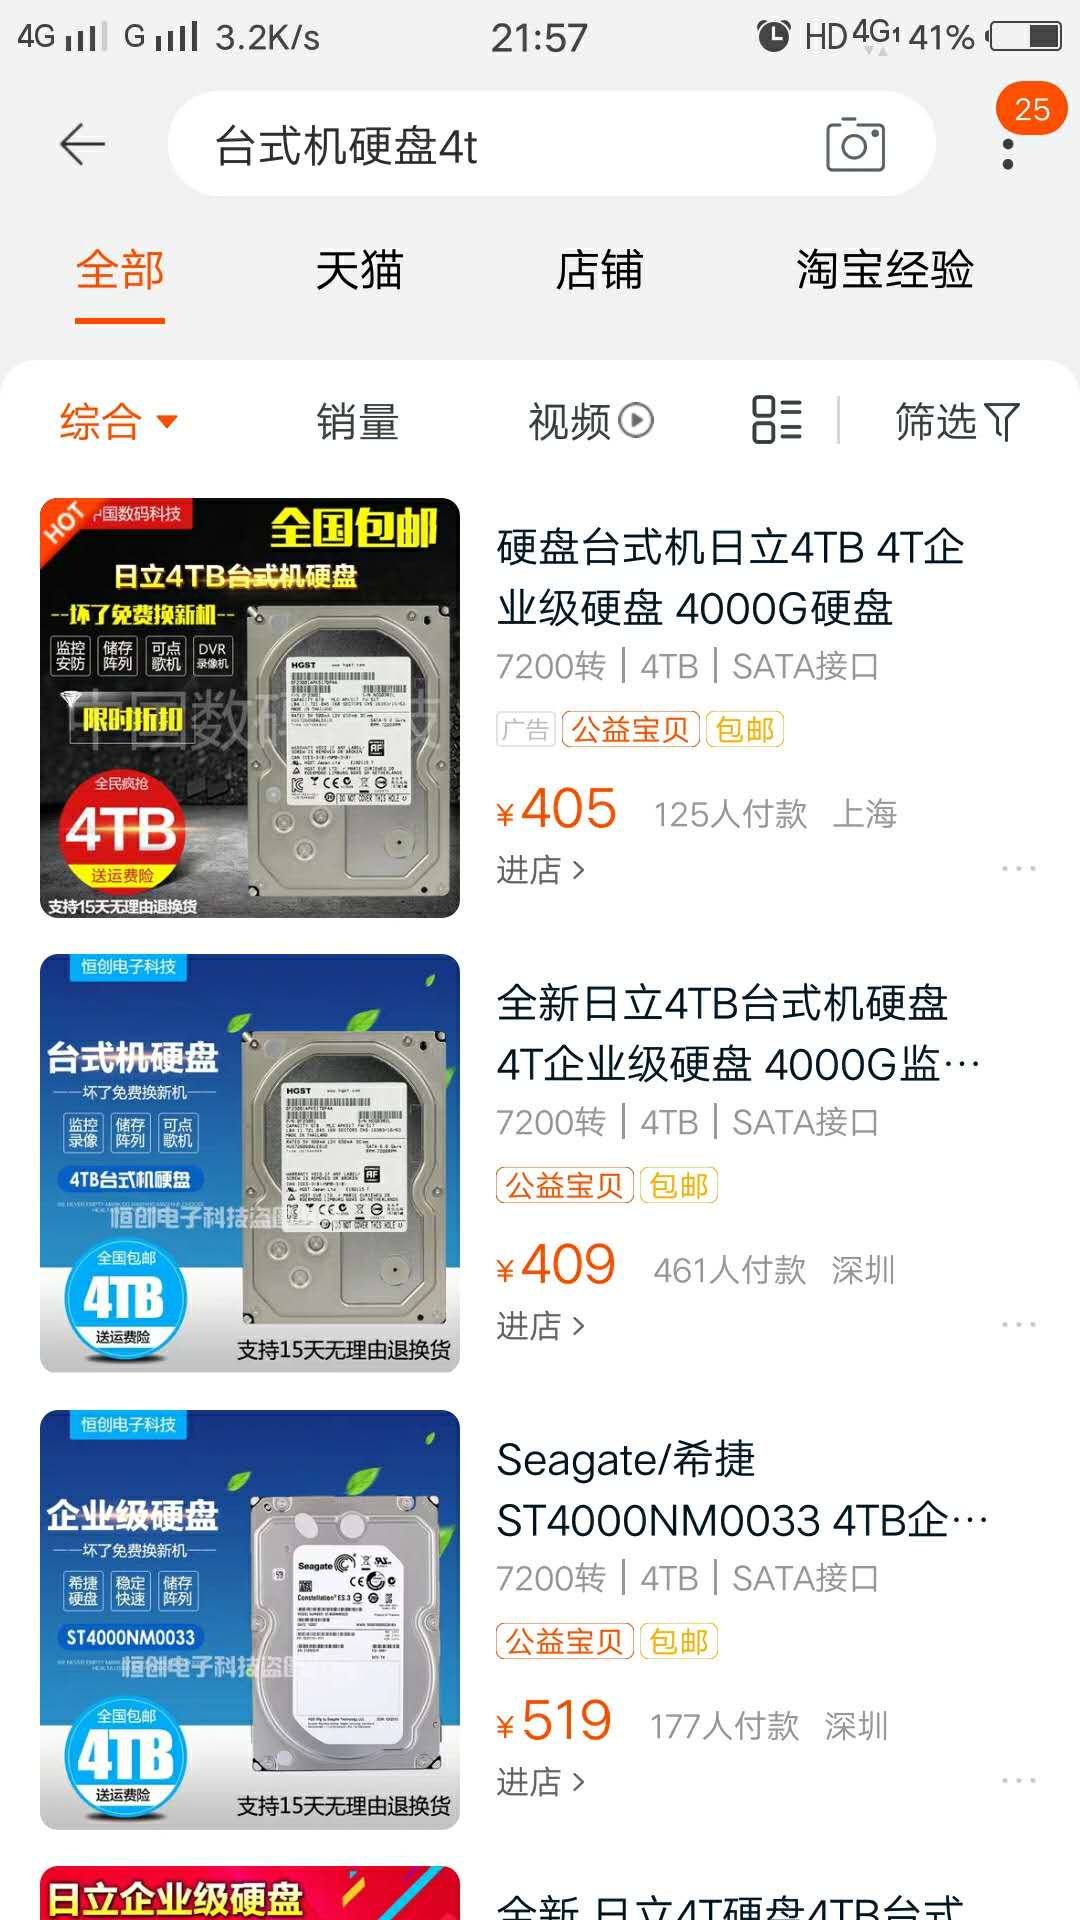 4G G 3.2K/s 21:57 HD 4G 41%
25
台式机硬盘4t
全部 天猫 店铺 淘宝经验
综合 销量 视频 筛选
HOT
中国数码科技
全国包邮
日立4TB台式机硬盘
--坏了免费换新机--
监控安防 储存阵列 可点歌机 DVR录像机
限时折扣
全民疯抢
4TB
送运费险
支持15天无理由退换货
HGST
硬盘台式机日立4TB 4T企
业级硬盘 4000G硬盘
7200转 | 4TB | SATA接口
广告 公益宝贝 包邮
¥405 125人付款 上海
进店 >
恒创电子科技
台式机硬盘
坏了免费换新机
监控录像 储存阵列 可点歌机
4TB台式机硬盘
恒创电子科技盗图
全国包邮
4TB
送运费险
支持15天无理由退换货
HGST
全新日立4TB台式机硬盘
4T企业级硬盘 4000G监…
7200转 | 4TB | SATA接口
公益宝贝 包邮
¥409 461人付款 深圳
进店 >
恒创电子科技
企业级硬盘
坏了免费换新机
希捷硬盘 稳定快速 储存阵列
ST4000NM0033
恒创电子科技盗图
全国包邮
4TB
送运费险
支持15天无理由退换货
Seagate
Constellation ES.3
Seagate/希捷
ST4000NM0033 4TB企…
7200转 | 4TB | SATA接口
公益宝贝 包邮
¥519 177人付款 深圳
进店 >
日立企业级硬盘
全新 日立4T硬盘4TB台式